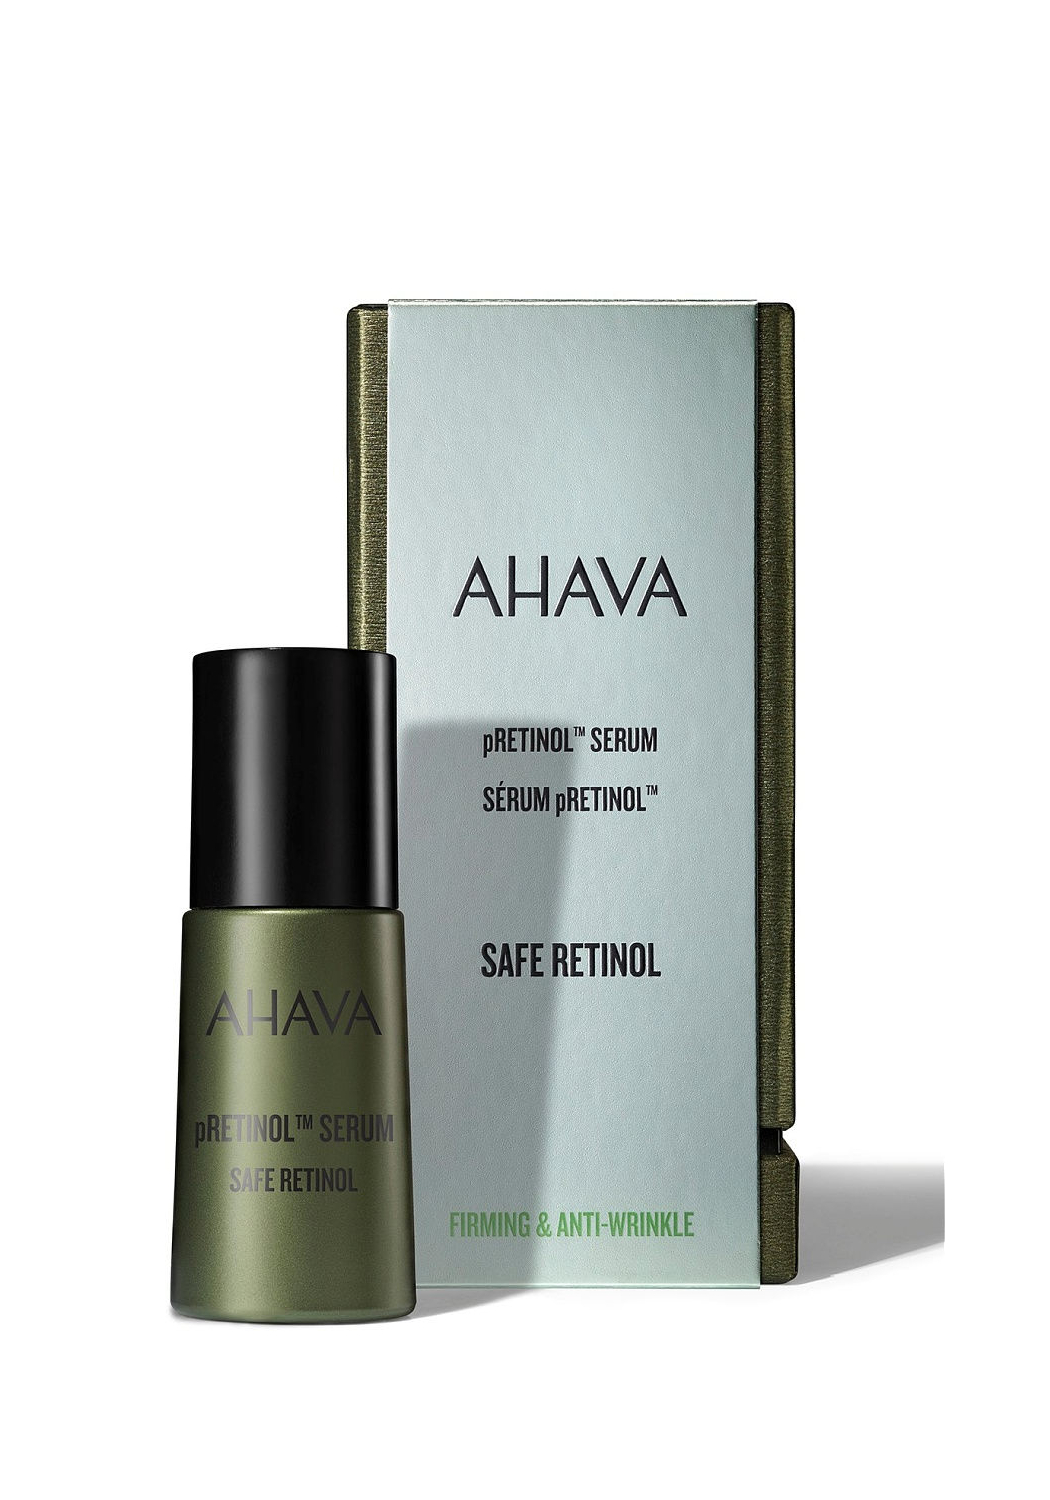 AHAVA
pRETINOL™ SERUM
SÉRUM pRETINOL™
SAFE RETINOL
FIRMING & ANTI-WRINKLE
AHAVA
pRETINOL™ SERUM
SAFE RETINOL